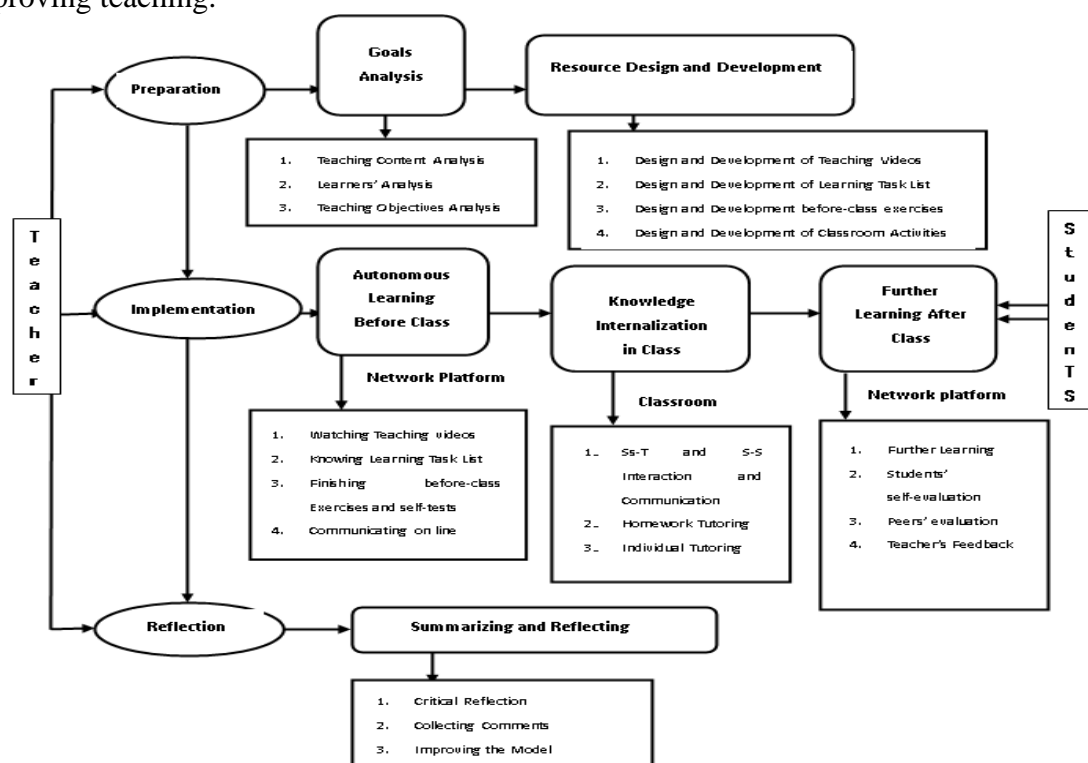 proving teaching.
Goals
Analysis
Resource Design and Development
Preparation
1. Teaching Content Analysis
2. Learners' Analysis
3. Teaching Objectives Analysis
1. Design and Development of Teaching Videos
2. Design and Development of Learning Task List
3. Design and Development before-class exercises
4. Design and Development of Classroom Activities
Teacher
StudenTS
Implementation
Autonomous
Learning
Before Class
Knowledge
Internalization
in Class
Further
Learning After
Class
Network Platform
Classroom
Network platform
1. Watching Teaching videos
2. Knowing Learning Task List
3. Finishing before-class
Exercises and self-tests
4. Communicating on line
1. Ss-T and S-S
Interaction and
Communication
2. Homework Tutoring
3. Individual Tutoring
1. Further Learning
2. Students'
self-evaluation
3. Peers' evaluation
4. Teacher's Feedback
Reflection
Summarizing and Reflecting
1. Critical Reflection
2. Collecting Comments
3. Improving the Model